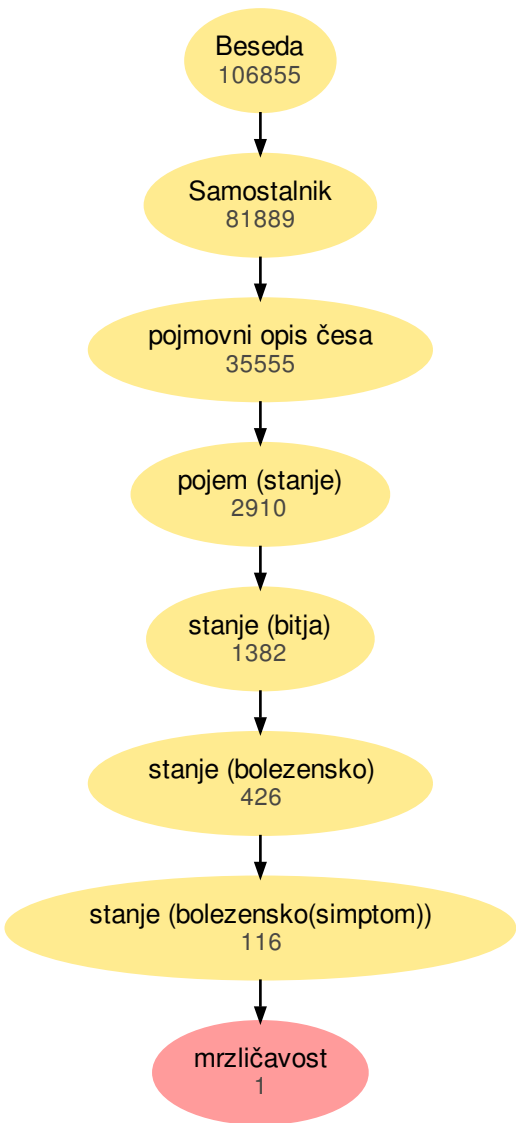 Beseda
106855
Samostalnik
81889
pojmovni opis česa
35555
pojem (stanje)
2910
stanje (bitja)
1382
stanje (bolezensko)
426
stanje (bolezensko(simptom))
116
mrzličavost
1